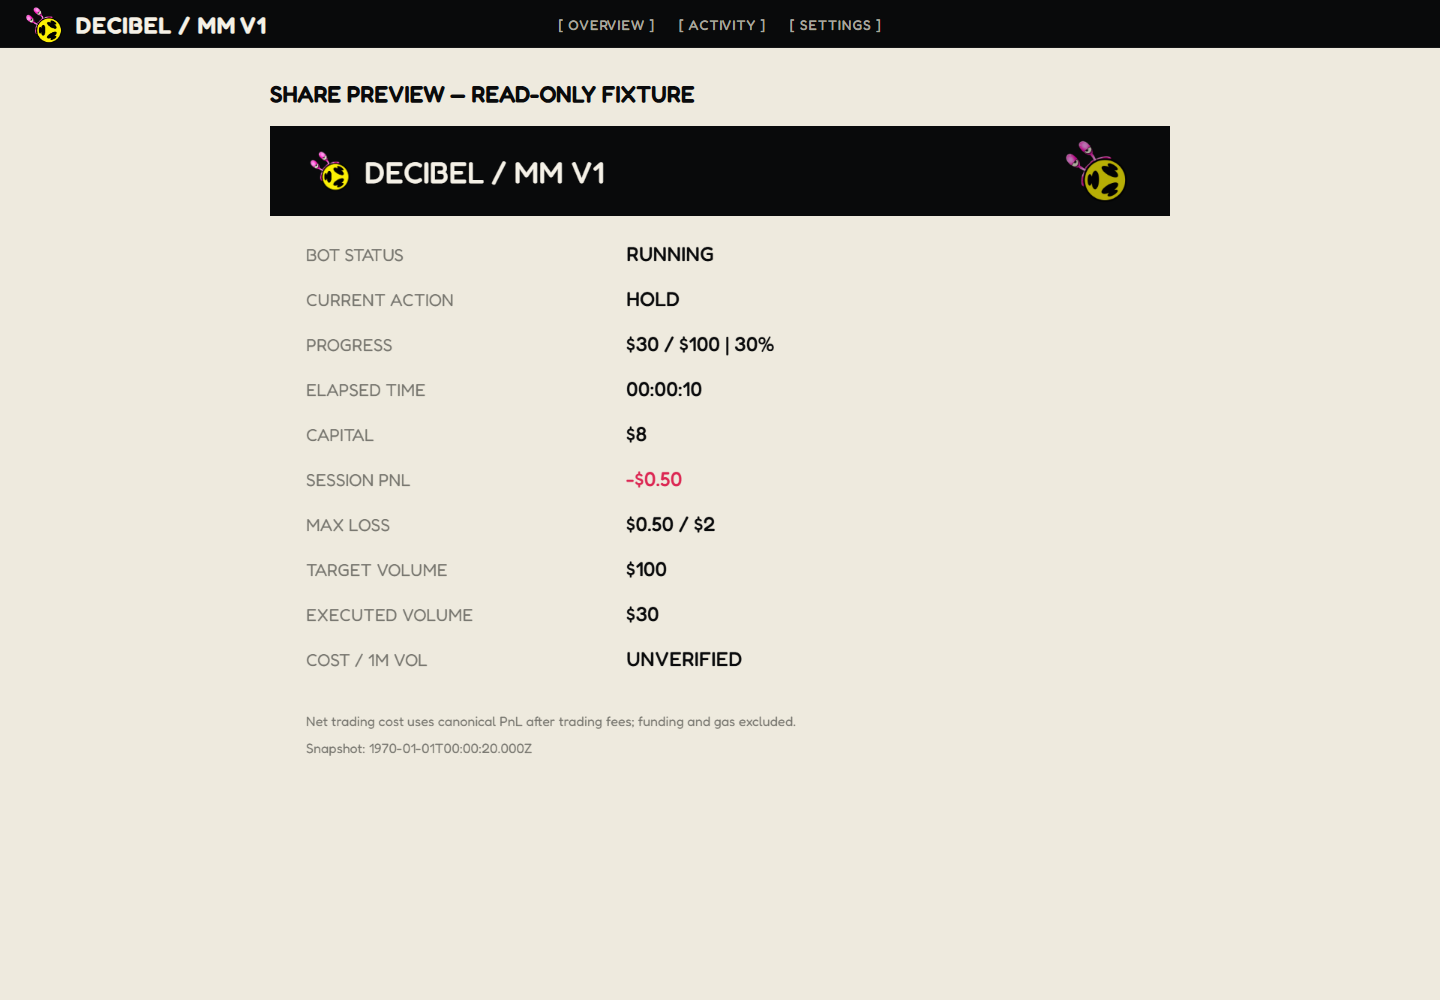 DECIBEL / MM V1
[ OVERVIEW ] [ ACTIVITY ] [ SETTINGS ]
SHARE PREVIEW — READ-ONLY FIXTURE
DECIBEL / MM V1
BOT STATUS RUNNING
CURRENT ACTION HOLD
PROGRESS $30 / $100 | 30%
ELAPSED TIME 00:00:10
CAPITAL $8
SESSION PNL -$0.50
MAX LOSS $0.50 / $2
TARGET VOLUME $100
EXECUTED VOLUME $30
COST / 1M VOL UNVERIFIED
Net trading cost uses canonical PnL after trading fees; funding and gas excluded.
Snapshot: 1970-01-01T00:00:20.000Z